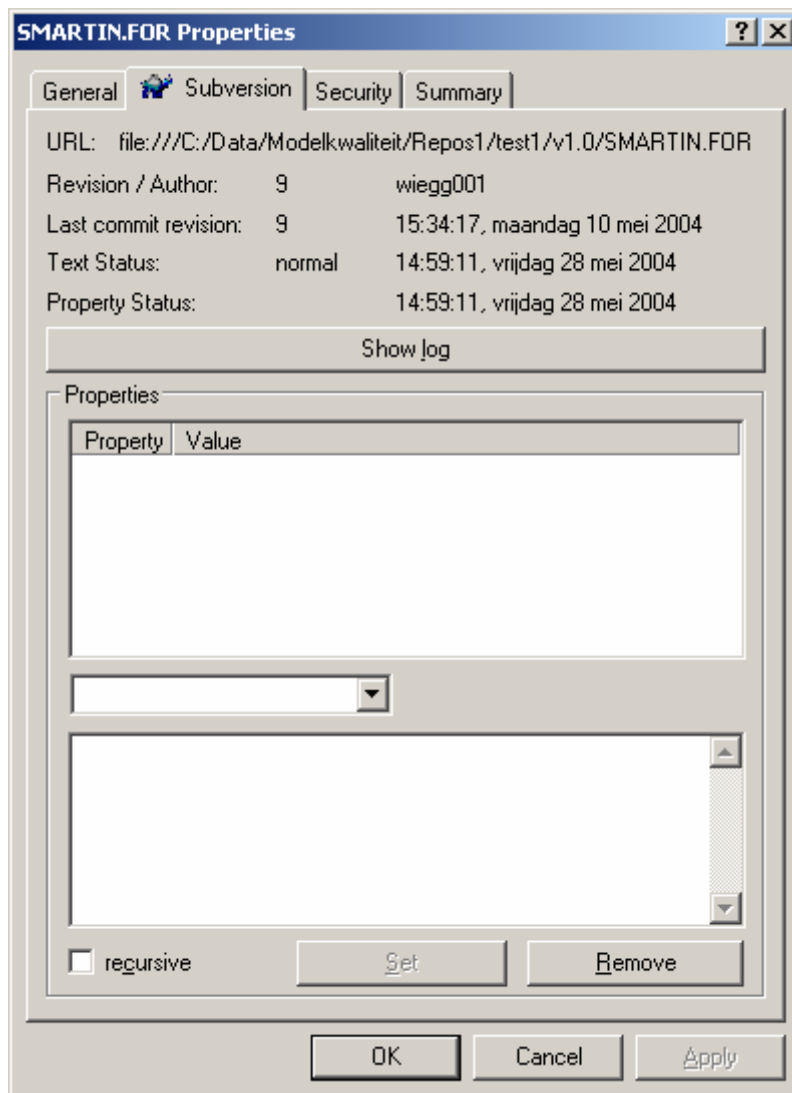 SMARTIN.FOR Properties
General Subversion Security Summary
URL: file:///C:/Data/Modelkwaliteit/Repos1/test1/v1.0/SMARTIN.FOR
Revision / Author: 9 wiegg001
Last commit revision: 9 15:34:17, maandag 10 mei 2004
Text Status: normal 14:59:11, vrijdag 28 mei 2004
Property Status: 14:59:11, vrijdag 28 mei 2004
Show log
Properties
Property Value
recursive Set Remove
OK Cancel Apply